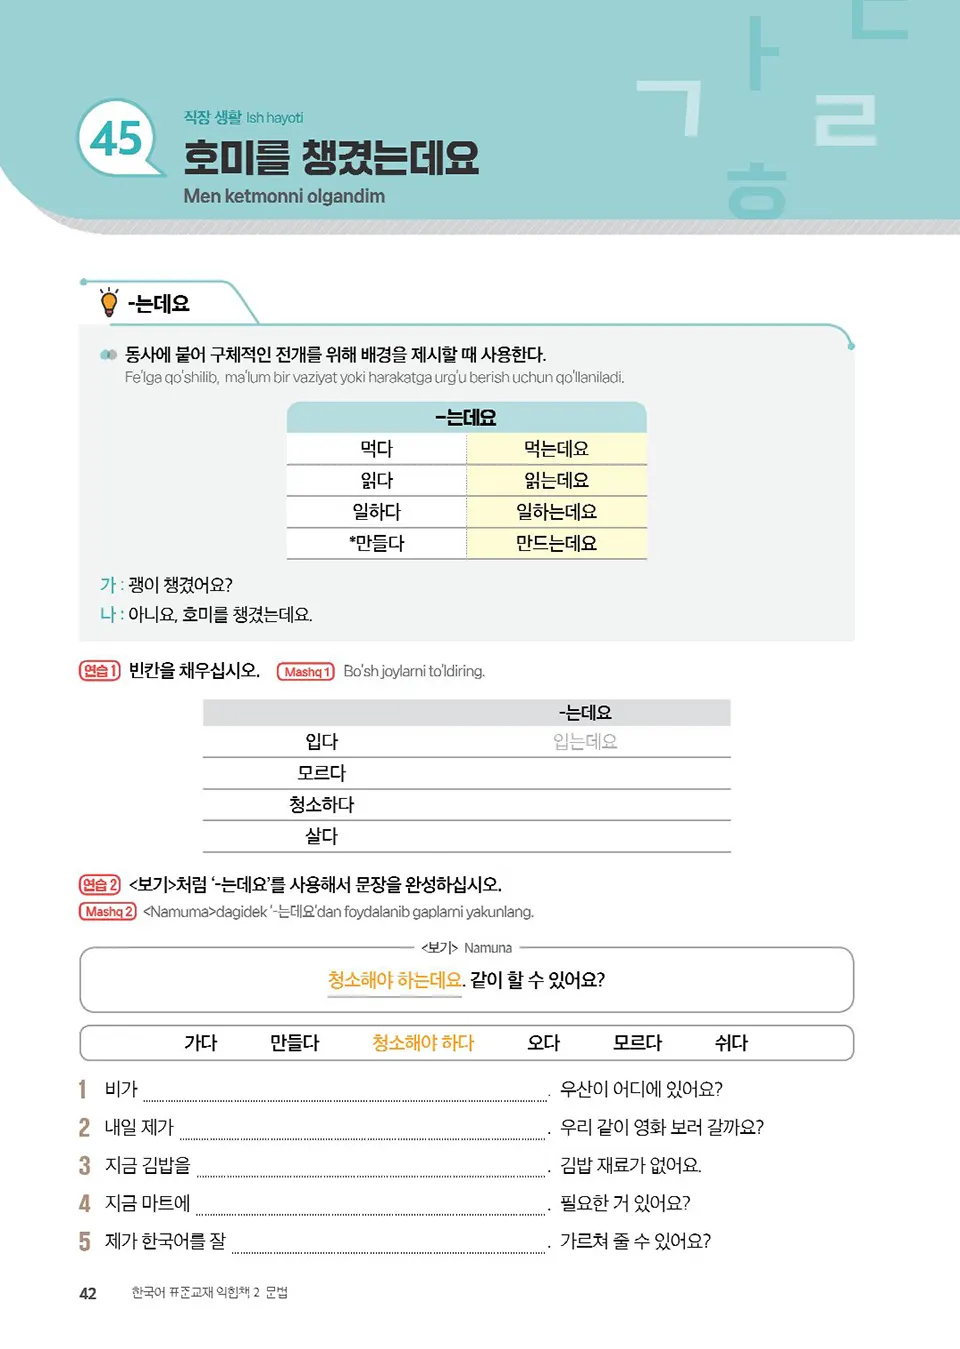 45
직장 생활 Ish hayoti
호미를 챙겼는데요
Men ketmonni olgandim
ㅏ ㄷ ㄱ ㄹ ㅎ
-는데요
동사에 붙어 구체적인 전개를 위해 배경을 제시할 때 사용한다.
Fe'lga qo'shilib, ma'lum bir vaziyat yoki harakatga urg'u berish uchun qo'llaniladi.
-는데요
먹다 먹는데요
읽다 읽는데요
일하다 일하는데요
*만들다 만드는데요
가 : 괭이 챙겼어요?
나 : 아니요, 호미를 챙겼는데요.
연습 1 빈칸을 채우십시오. Mashq 1 Bo'sh joylarni to'ldiring.
-는데요
입다 입는데요
모르다
청소하다
살다
연습 2 <보기>처럼 '-는데요'를 사용해서 문장을 완성하십시오.
Mashq 2 <Namuma>dagidek '-는데요'dan foydalanib gaplarni yakunlang.
<보기> Namuna
청소해야 하는데요. 같이 할 수 있어요?
가다 만들다 청소해야 하다 오다 모르다 쉬다
1 비가 . 우산이 어디에 있어요?
2 내일 제가 . 우리 같이 영화 보러 갈까요?
3 지금 김밥을 . 김밥 재료가 없어요.
4 지금 마트에 . 필요한 거 있어요?
5 제가 한국어를 잘 . 가르쳐 줄 수 있어요?
42 한국어 표준교재 익힘책 2 문법